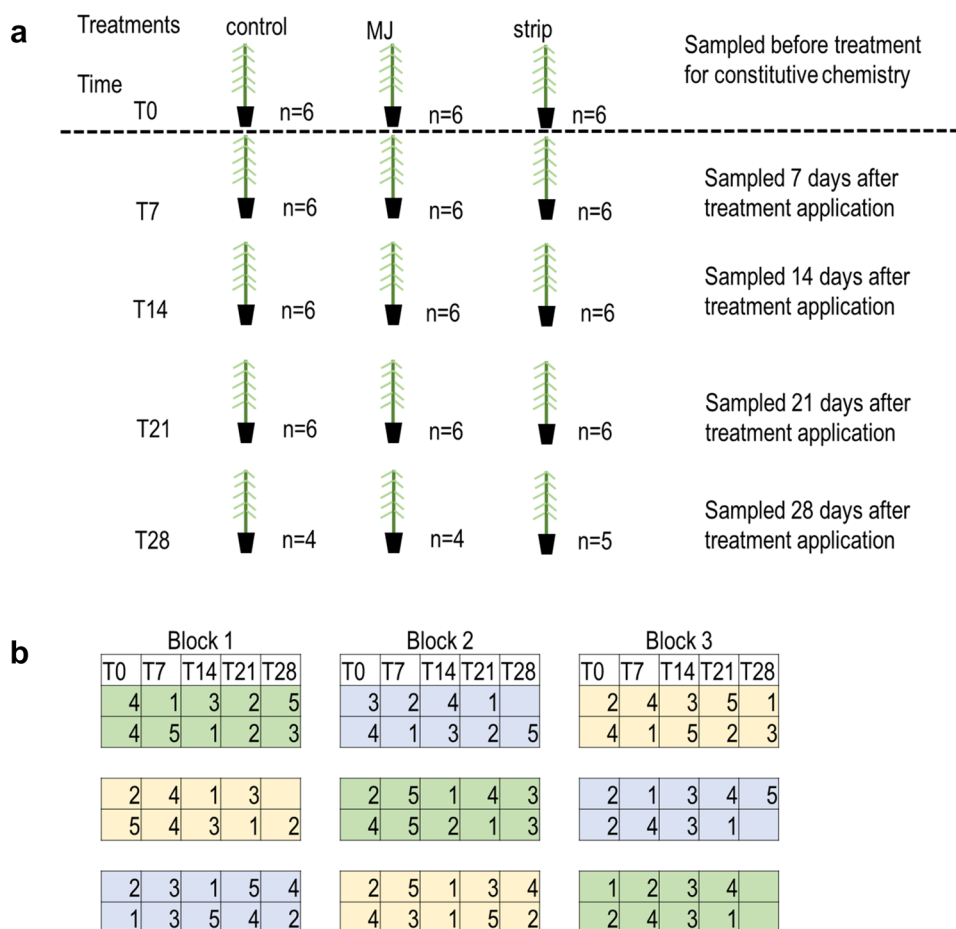 a
Treatments control MJ strip
Sampled before treatment
for constitutive chemistry
Time
T0 n=6 n=6 n=6
Sampled 7 days after
treatment application
T7 n=6 n=6 n=6
Sampled 14 days after
treatment application
T14 n=6 n=6 n=6
Sampled 21 days after
treatment application
T21 n=6 n=6 n=6
Sampled 28 days after
treatment application
T28 n=4 n=4 n=5
b
Block 1 Block 2 Block 3
T0 T7 T14 T21 T28 T0 T7 T14 T21 T28 T0 T7 T14 T21 T28
4 1 3 2 5 3 2 4 1 2 4 3 5 1
4 5 1 2 3 4 1 3 2 5 4 1 5 2 3
2 4 1 3 2 5 1 4 3 2 1 3 4 5
5 4 3 1 2 4 5 2 1 3 2 4 3 1
2 3 1 5 4 2 5 1 3 4 1 2 3 4
1 3 5 4 2 4 3 1 5 2 2 4 3 1